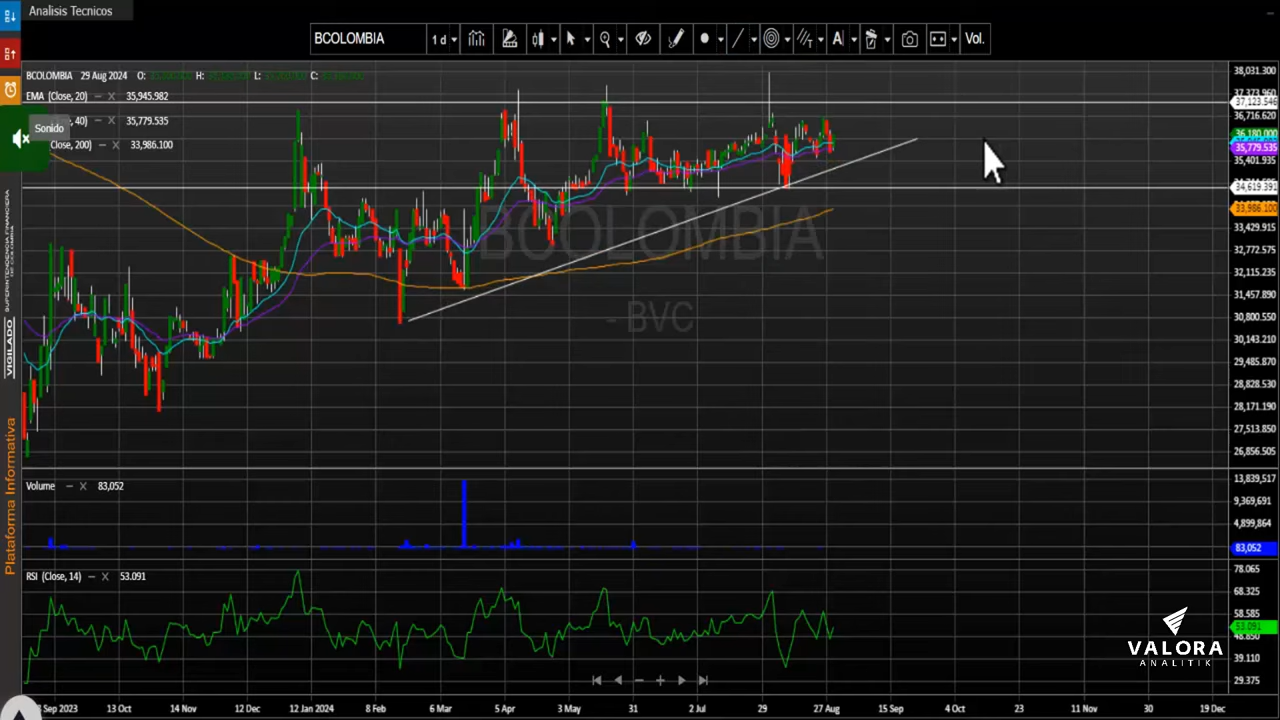 Analisis Tecnicos
BCOLOMBIA
1 d
Vol.
BCOLOMBIA 29 Aug 2024 O: H: L: C:
EMA (Close, 20) 35,945.982
, 40) 35,779.535
Close, 200) 33,986.100
Sonido
BCOLOMBIA
- BVC
38,031.300
37,373.960
37,123.546
36,716.620
36,180.000
35,779.535
35,401.935
34,619.391
33,986.100
33,429.915
32,772.575
32,115.235
31,457.890
30,800.550
30,143.210
29,485.870
28,828.530
28,171.190
27,513.850
26,856.505
Volume 83,052
13,839,517
9,369,691
4,899,864
83,052
RSI (Close, 14) 53.091
78.065
68.325
58.585
53.091
48.850
39.110
29.375
Sep 2023 13 Oct 14 Nov 12 Dec 12 Jan 2024 8 Feb 6 Mar 5 Apr 3 May 31 2 Jul 29 27 Aug 15 Sep 4 Oct 23 11 Nov 30 19 Dec
VIGILADO
SUPERINTENDENCIA FINANCIERA
DE COLOMBIA
Plataforma Informativa
VALORA
ANALITIK